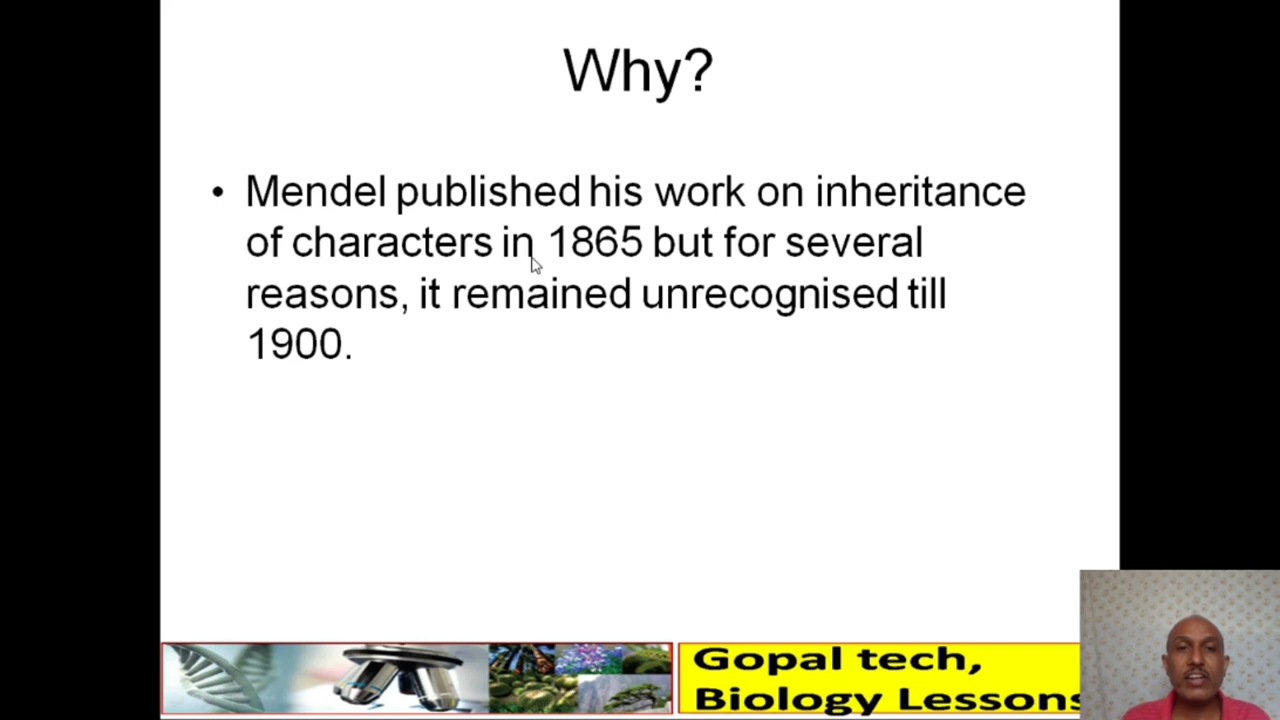 Why?
• Mendel published his work on inheritance
of characters in 1865 but for several
reasons, it remained unrecognised till
1900.
Gopal tech,
Biology Lessons